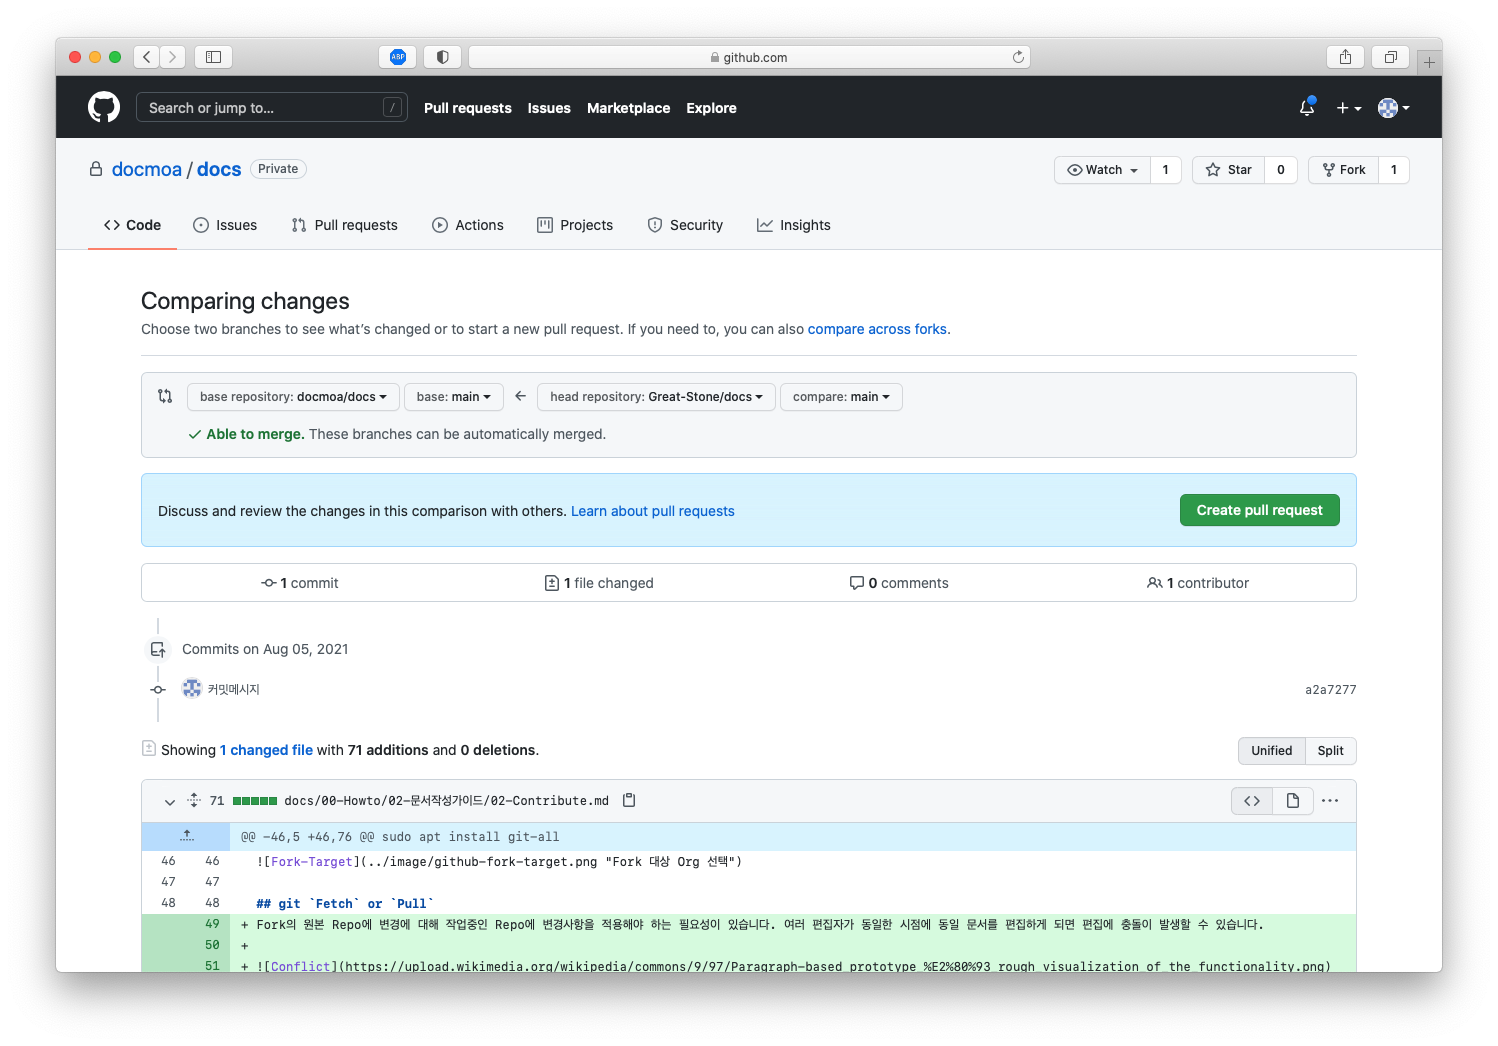 ABP
github.com
Search or jump to... /
Pull requests Issues Marketplace Explore
docmoa / docs Private
Watch 1 Star 0 Fork 1
Code Issues Pull requests Actions Projects Security Insights
Comparing changes
Choose two branches to see what's changed or to start a new pull request. If you need to, you can also compare across forks.
base repository: docmoa/docs base: main ← head repository: Great-Stone/docs compare: main
Able to merge. These branches can be automatically merged.
Discuss and review the changes in this comparison with others. Learn about pull requests
Create pull request
1 commit 1 file changed 0 comments 1 contributor
Commits on Aug 05, 2021
커밋메시지 a2a7277
Showing 1 changed file with 71 additions and 0 deletions.
Unified Split
71 docs/00-Howto/02-문서작성가이드/02-Contribute.md
@@ -46,5 +46,76 @@ sudo apt install git-all
46 46 ![Fork-Target](../image/github-fork-target.png "Fork 대상 Org 선택")
47 47
48 48 ## git `Fetch` or `Pull`
49 + Fork의 원본 Repo에 변경에 대해 작업중인 Repo에 변경사항을 적용해야 하는 필요성이 있습니다. 여러 편집자가 동일한 시점에 동일 문서를 편집하게 되면 편집에 충돌이 발생할 수 있습니다.
50 +
51 + ![Conflict](https://upload.wikimedia.org/wikipedia/commons/9/97/Paragraph-based_prototype_%E2%80%93_rough_visualization_of_the_functionality.png)